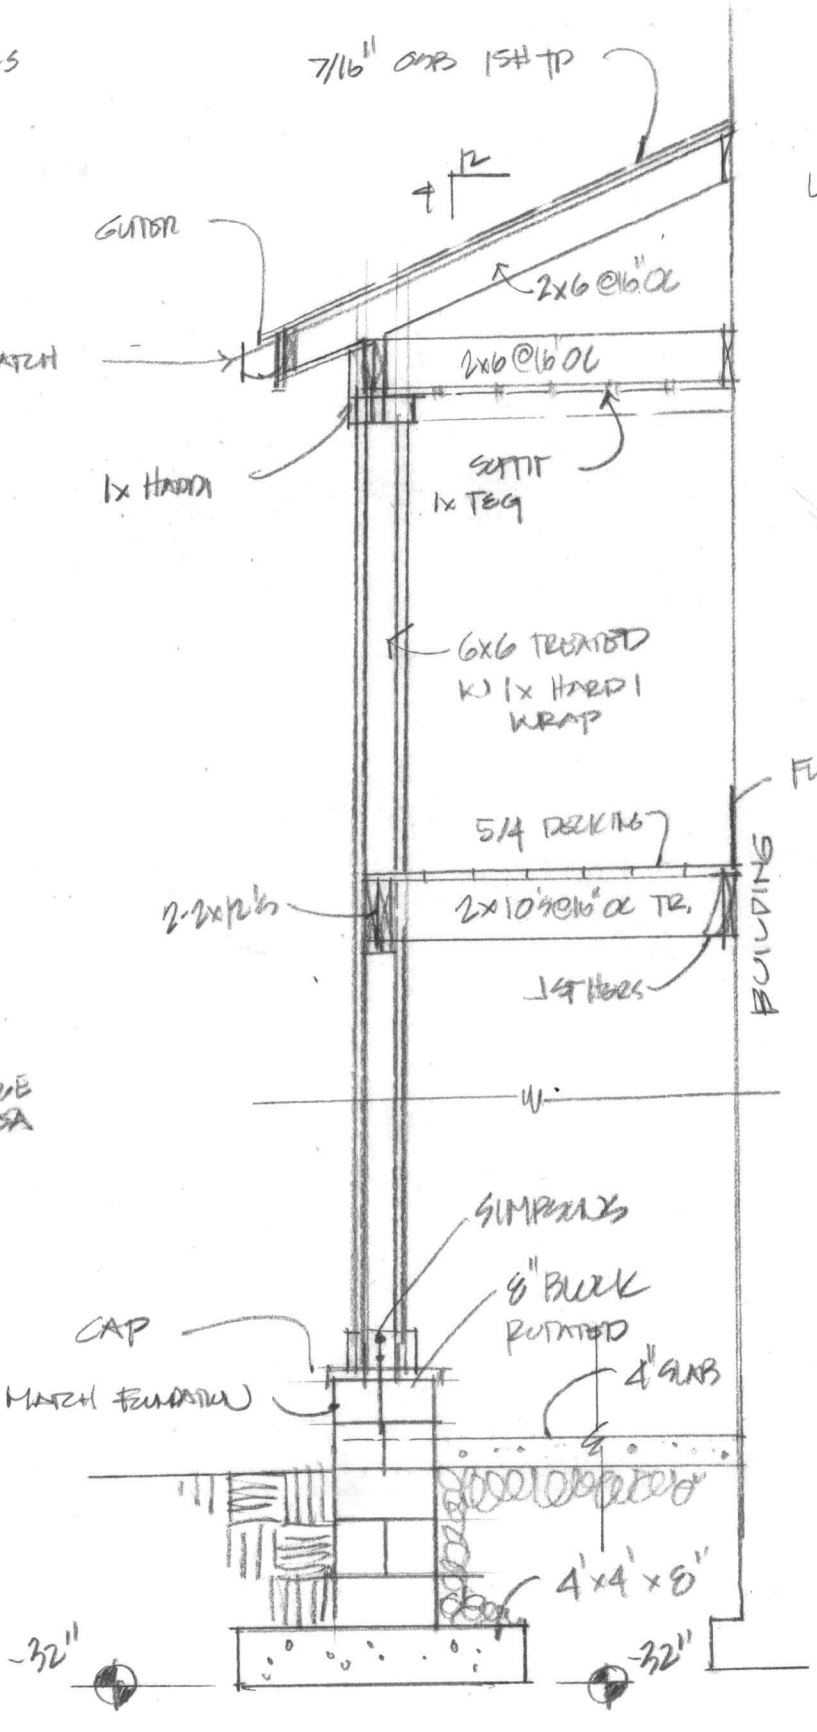 7/16" OSB 15# TP
12
4
GUTTER
2x6 @16" OC
2x6 @16" OC
SOFFIT
1x T&G
1x HARDI
6x6 TREATED
W/ 1x HARDI
WRAP
5/4 DECKING
2-2x12's
2x10's@16" OC TR.
BUILDING
JST HGRS
SIMPSONS
8" BLOCK
ROTATED
CAP
4" SLAB
MATCH FOUNDATION
4'x4'x8"
-32"
-32"